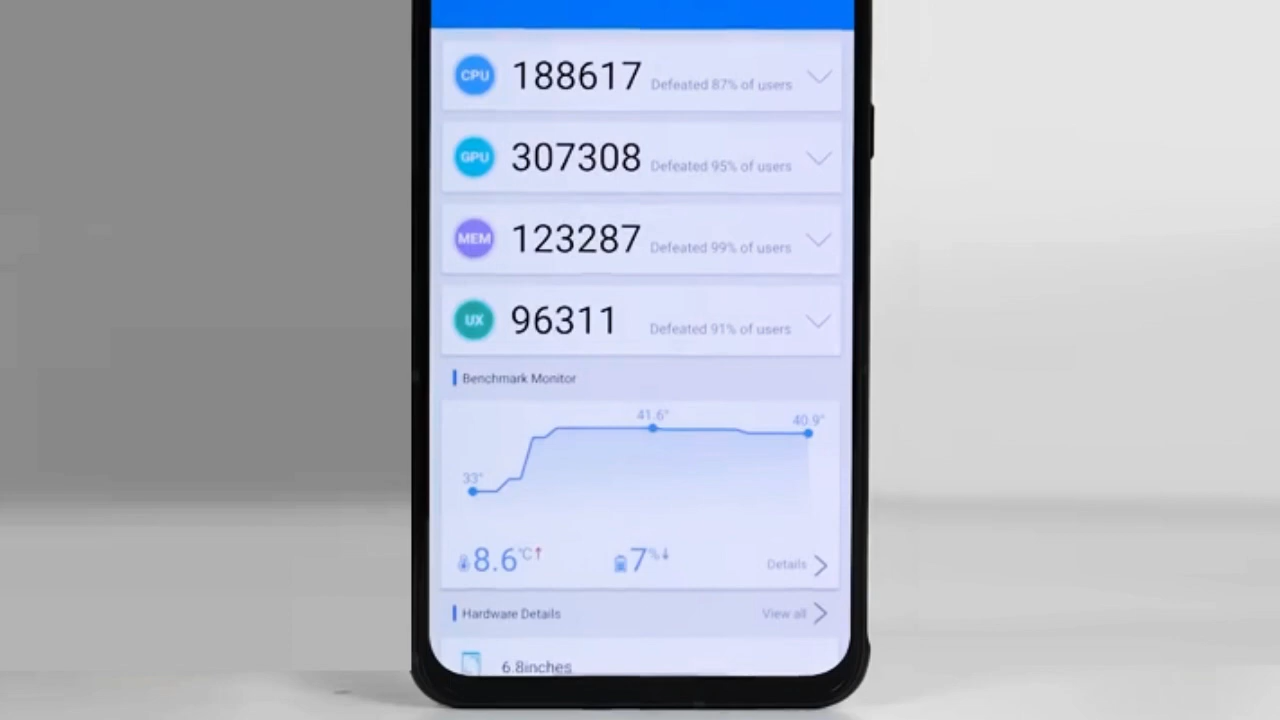 CPU 188617 Defeated 87% of users
GPU 307308 Defeated 95% of users
MEM 123287 Defeated 99% of users
UX 96311 Defeated 91% of users
Benchmark Monitor
41.6°
40.9°
33°
8.6°C↑ 7%↓ Details
Hardware Details View all
6.8inches